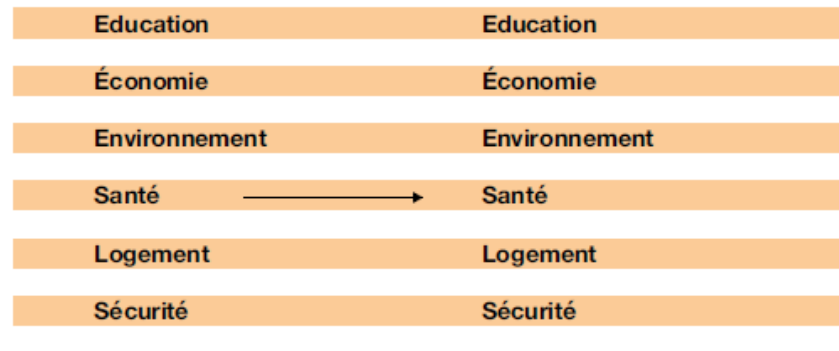 Education Education
Économie Économie
Environnement Environnement
Santé Santé
Logement Logement
Sécurité Sécurité